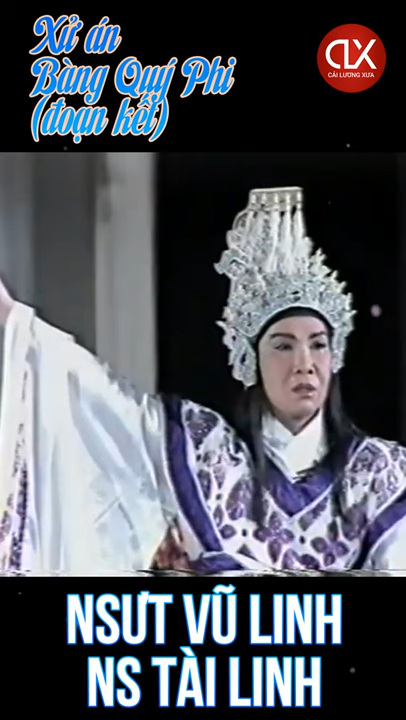 Xử án
Bàng Quý Phi
(đoạn kết)
CLX
CẢI LƯƠNG XƯA
NSƯT VŨ LINH
NS TÀI LINH